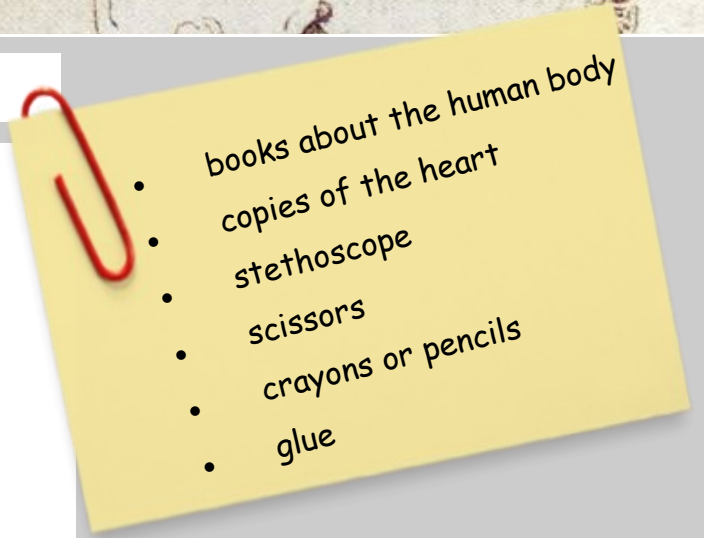 • books about the human body
• copies of the heart
• stethoscope
• scissors
• crayons or pencils
• glue